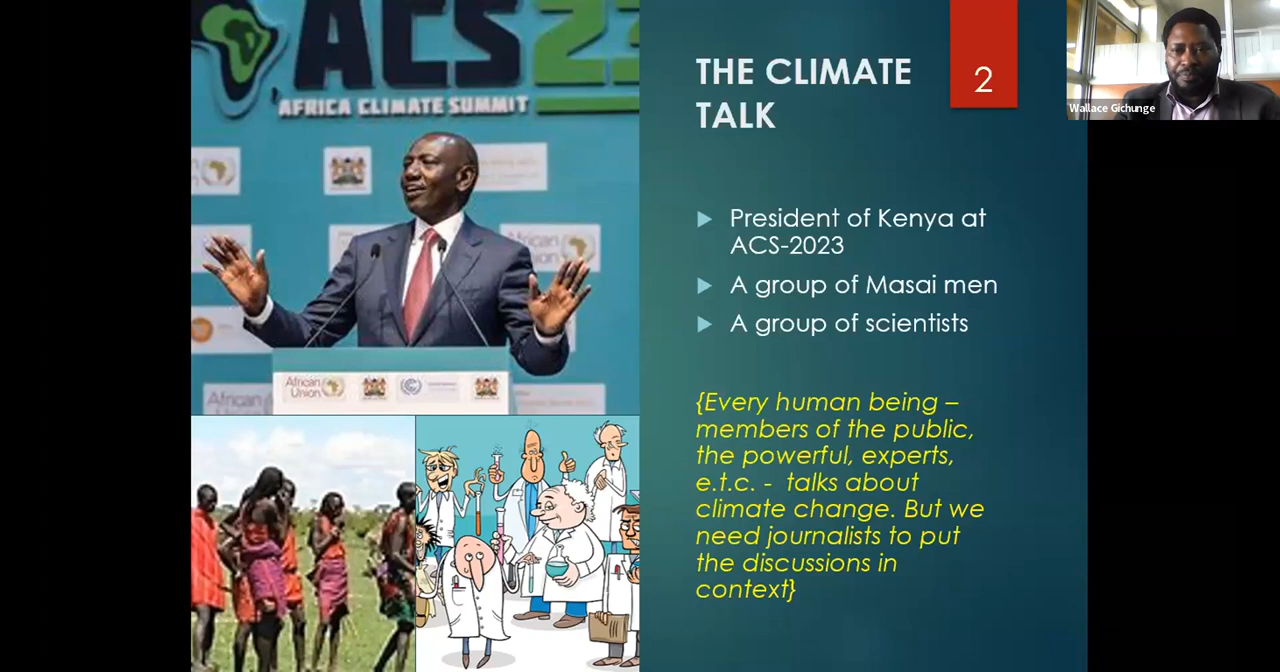 ACS23
AFRICA CLIMATE SUMMIT
African
Union
THE CLIMATE
TALK
2
Wallace Gichunge
President of Kenya at
ACS-2023
A group of Masai men
A group of scientists
{Every human being –
members of the public,
the powerful, experts,
e.t.c. - talks about
climate change. But we
need journalists to put
the discussions in
context}